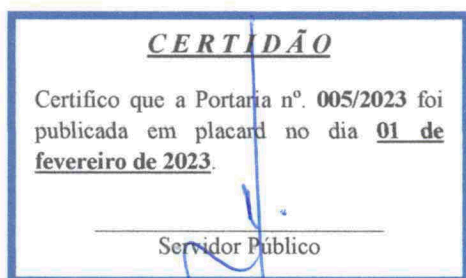 CERTIDÃO
Certifico que a Portaria nº. 005/2023 foi
publicada em placard no dia 01 de
fevereiro de 2023.
Servidor Público